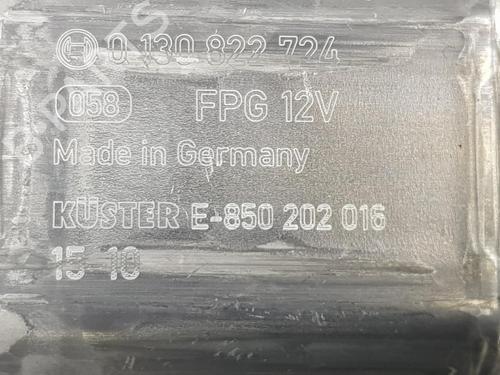 0 130 822 724
058 FPG 12V
Made in Germany
KÜSTER E-850 202 016
15 10